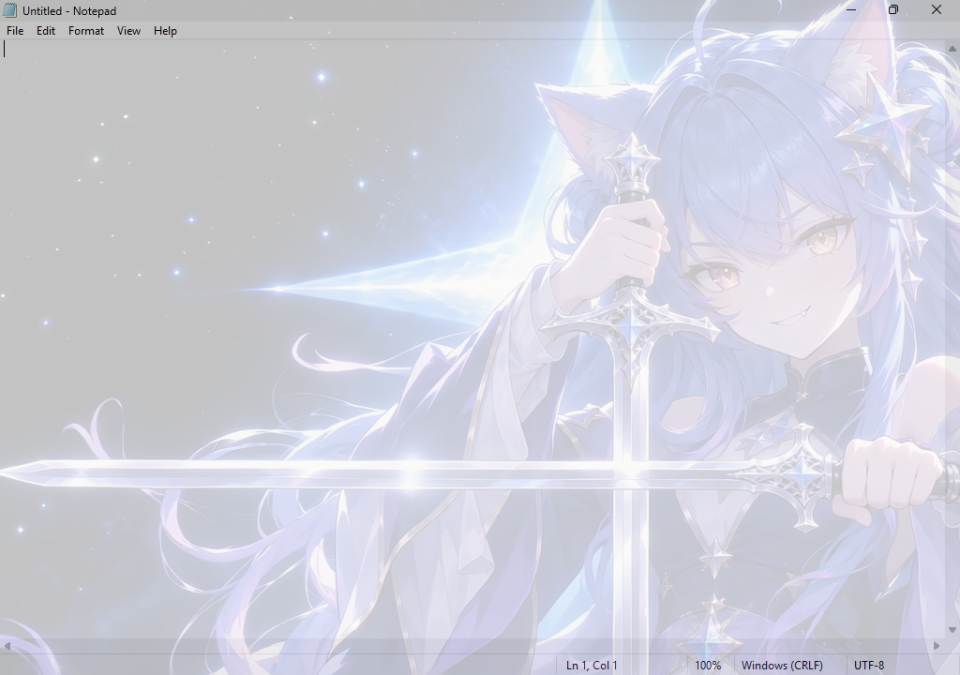 Untitled - Notepad
File Edit Format View Help
Ln 1, Col 1 100% Windows (CRLF) UTF-8